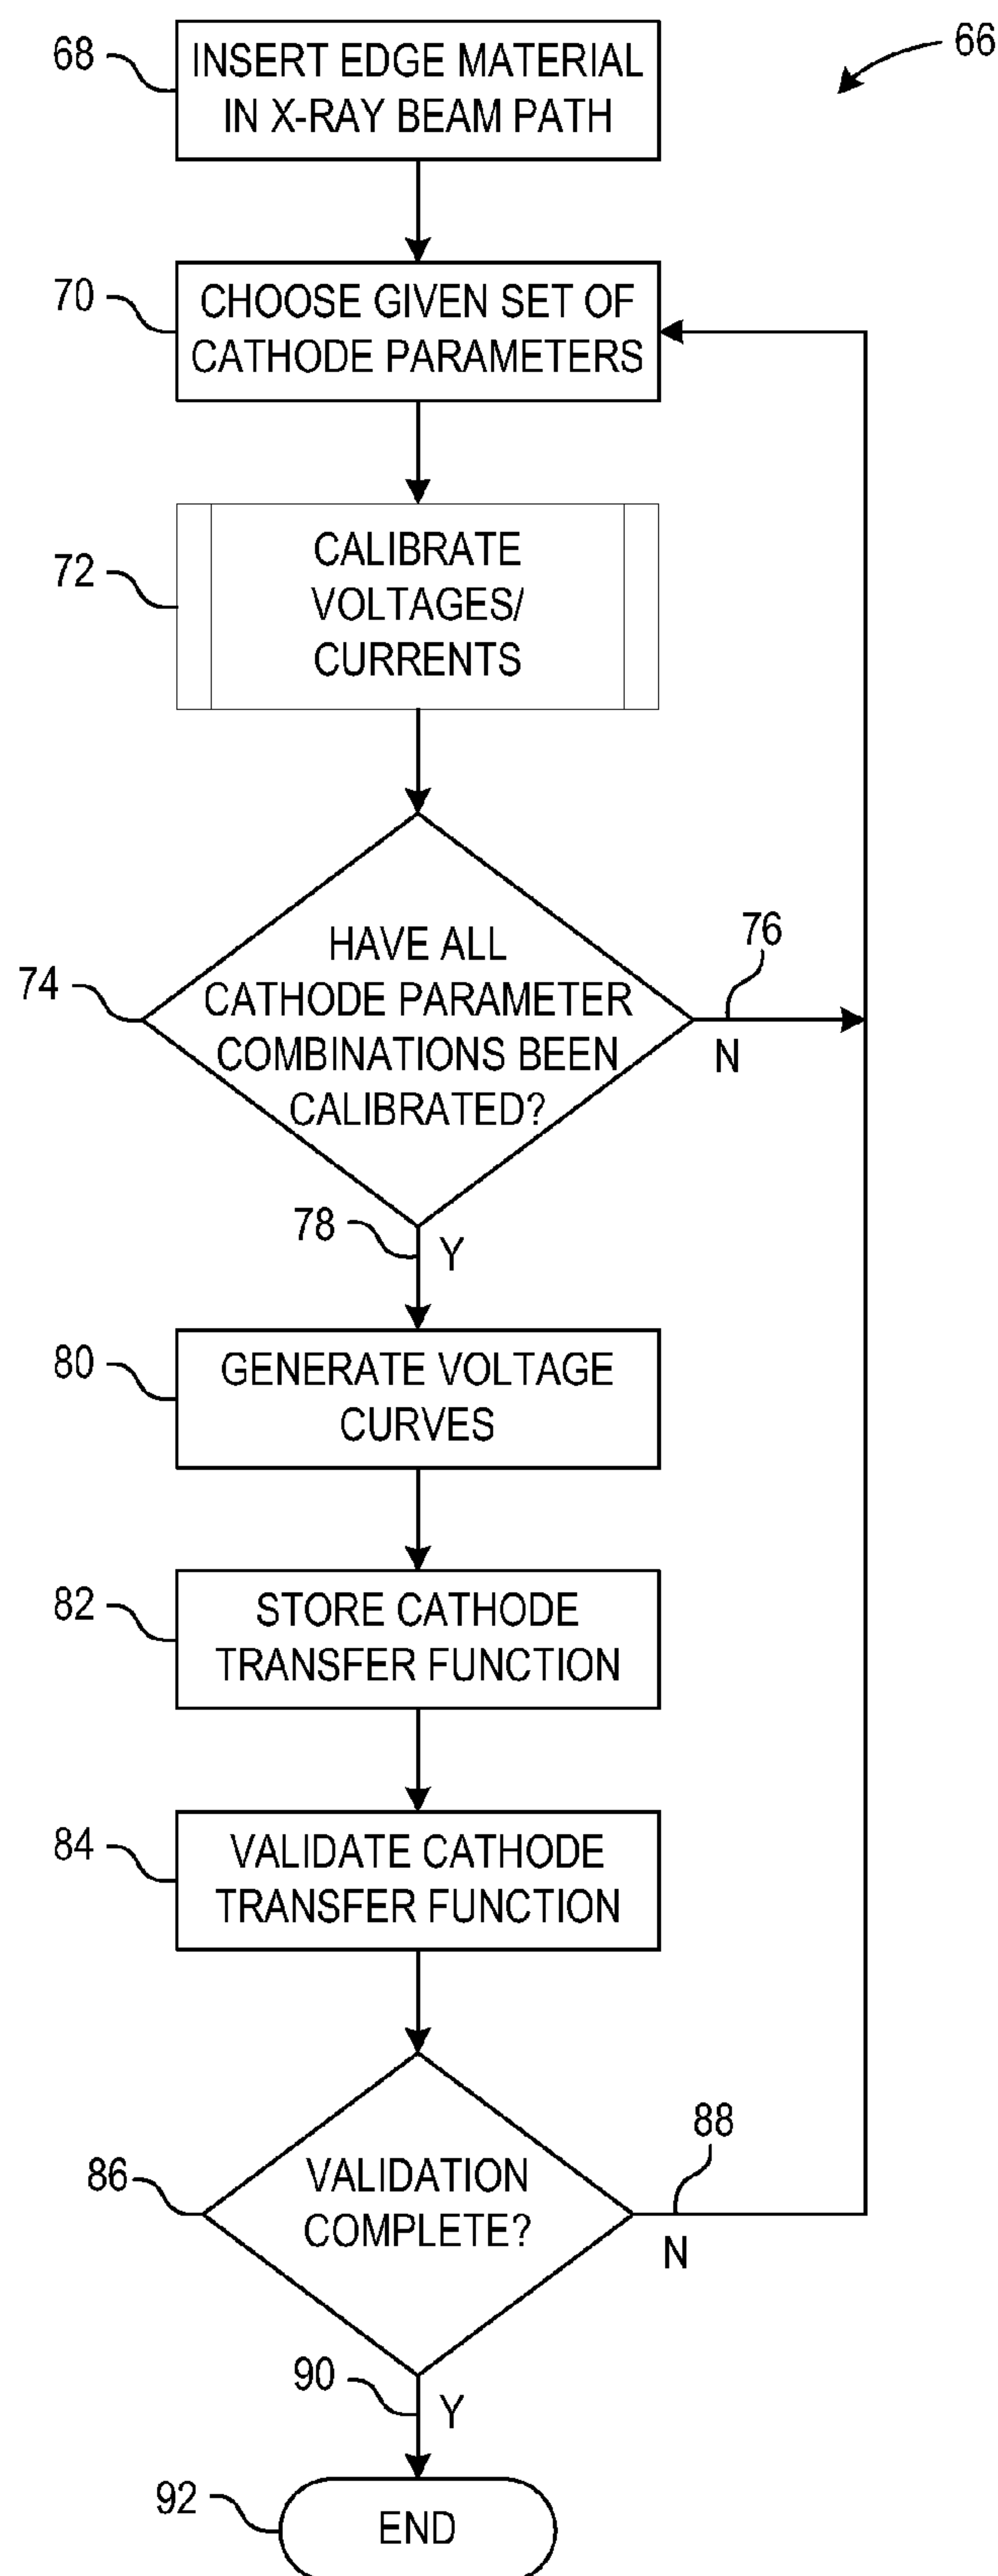 68
INSERT EDGE MATERIAL
IN X-RAY BEAM PATH
66
70
CHOOSE GIVEN SET OF
CATHODE PARAMETERS
72
CALIBRATE
VOLTAGES/
CURRENTS
74
HAVE ALL
CATHODE PARAMETER
COMBINATIONS BEEN
CALIBRATED?
76
N
78
Y
80
GENERATE VOLTAGE
CURVES
82
STORE CATHODE
TRANSFER FUNCTION
84
VALIDATE CATHODE
TRANSFER FUNCTION
86
VALIDATION
COMPLETE?
88
N
90
Y
92
END